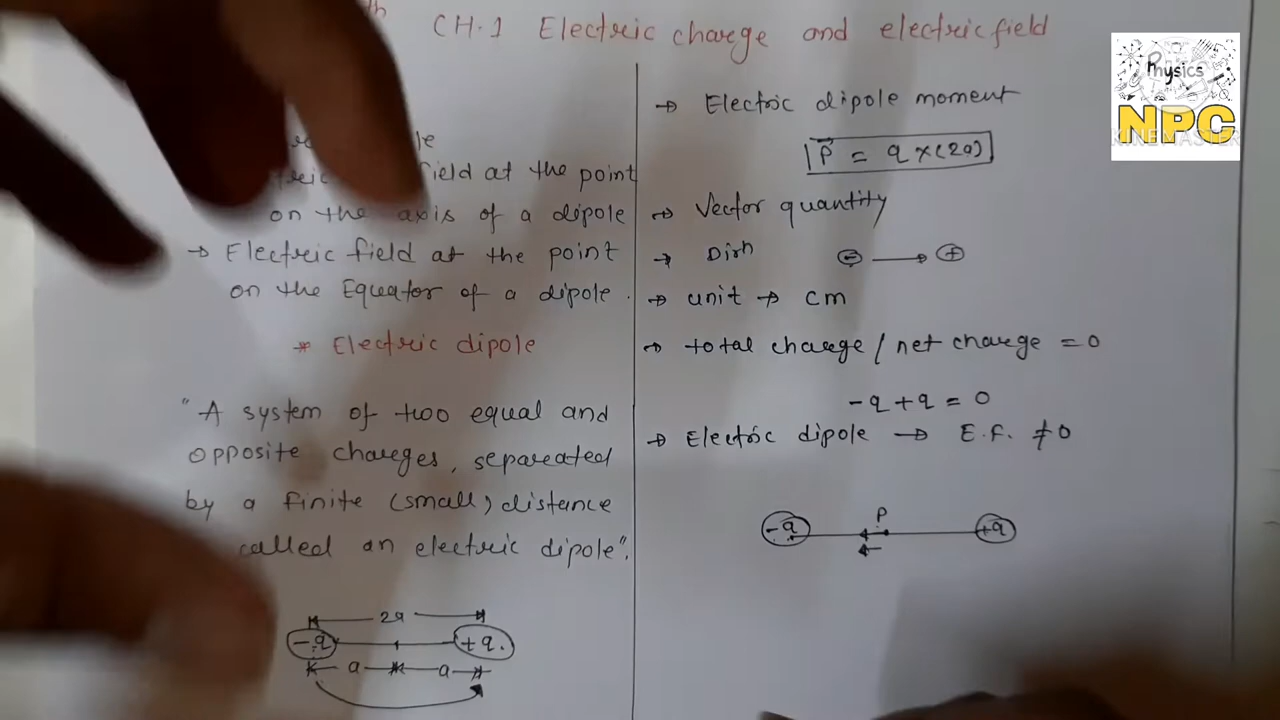 CH.1 Electric charge and electric field
field at the point
on the axis of a dipole
→ Electric field at the point
on the Equator of a dipole.
* Electric dipole
"A system of two equal and
opposite charges, separeated
by a finite (small) distance
called an electric dipole".
2a
-q +q.
a a
→ Electric dipole moment
P⃗ = q×(2a)
→ Vector quantity
→ Dirn ⊖ → ⊕
→ unit → cm
→ total charge / net charge = 0
-q+q=0
→ Electric dipole → E.F. ≠0
P
-q +q
Physics
NPC
KINEMASTER